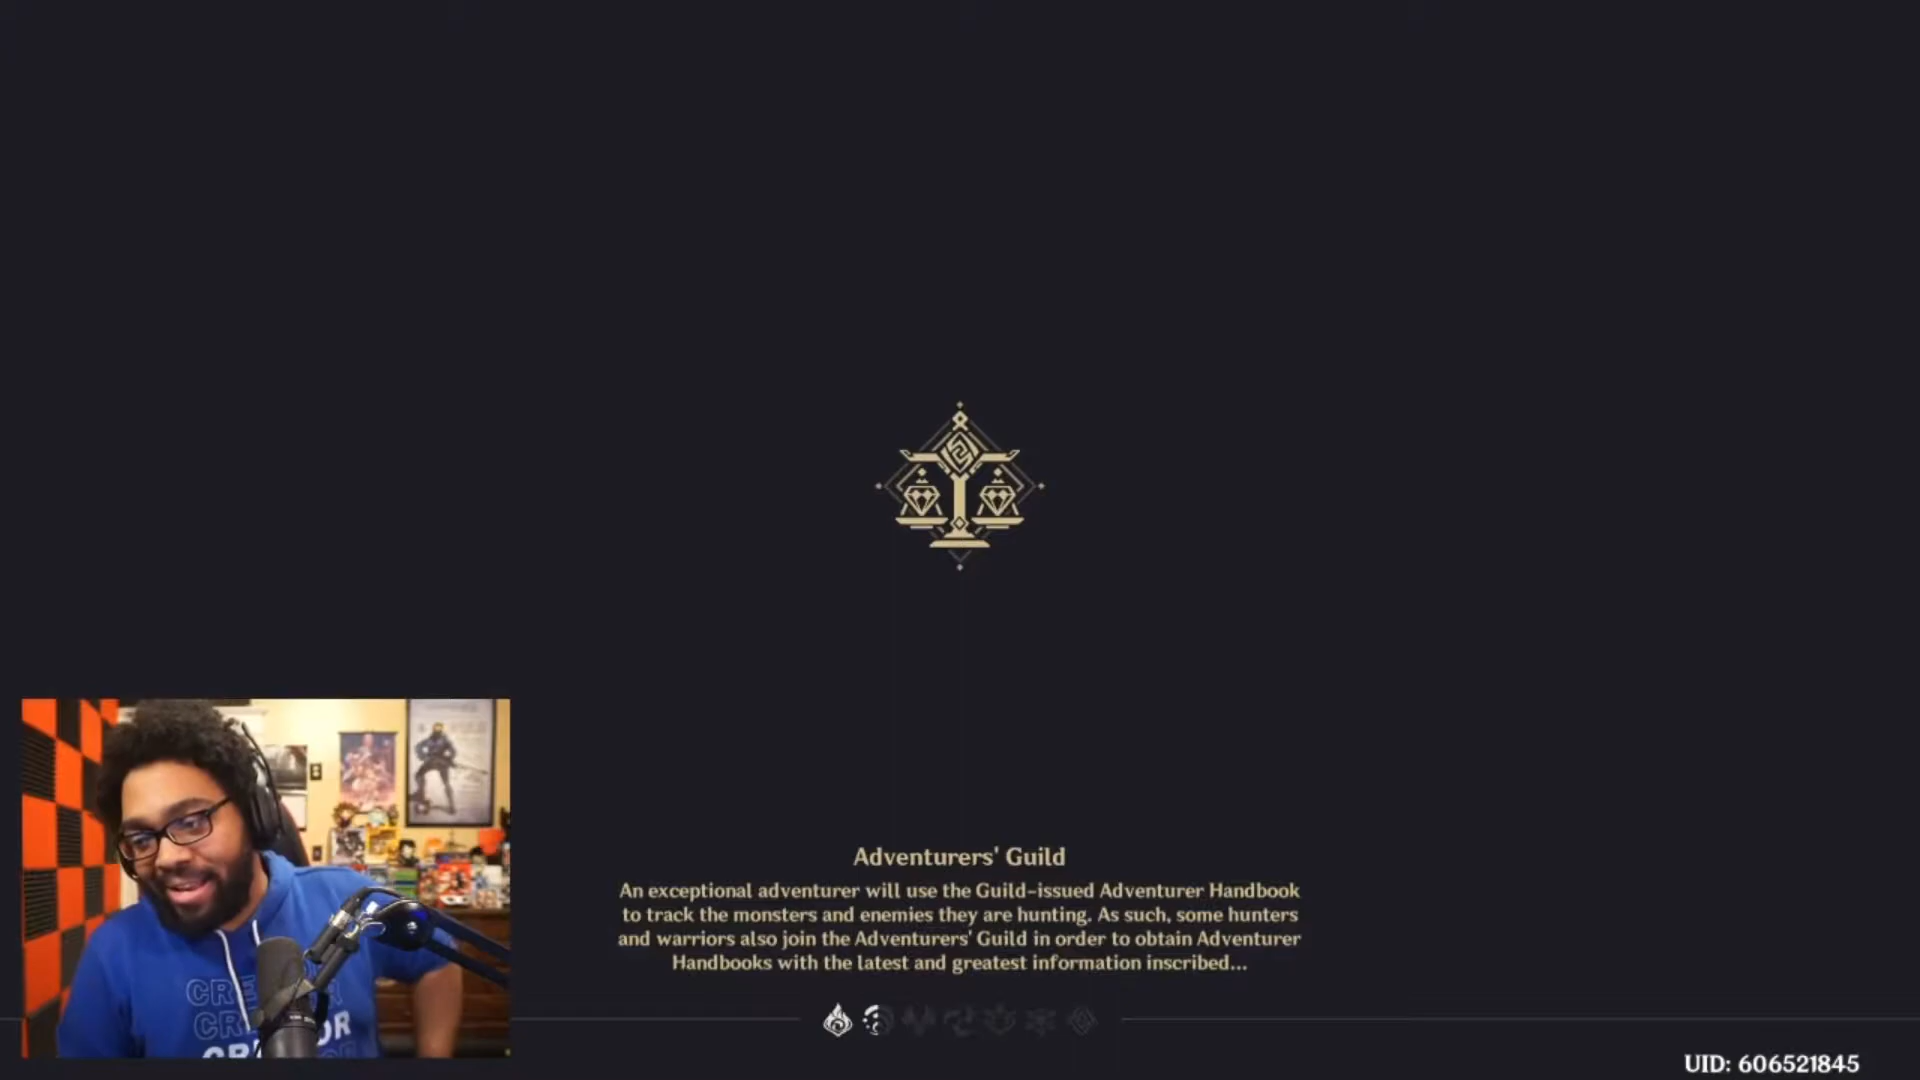 Adventurers' Guild
An exceptional adventurer will use the Guild-issued Adventurer Handbook
to track the monsters and enemies they are hunting. As such, some hunters
and warriors also join the Adventurers' Guild in order to obtain Adventurer
Handbooks with the latest and greatest information inscribed...
UID: 606521845